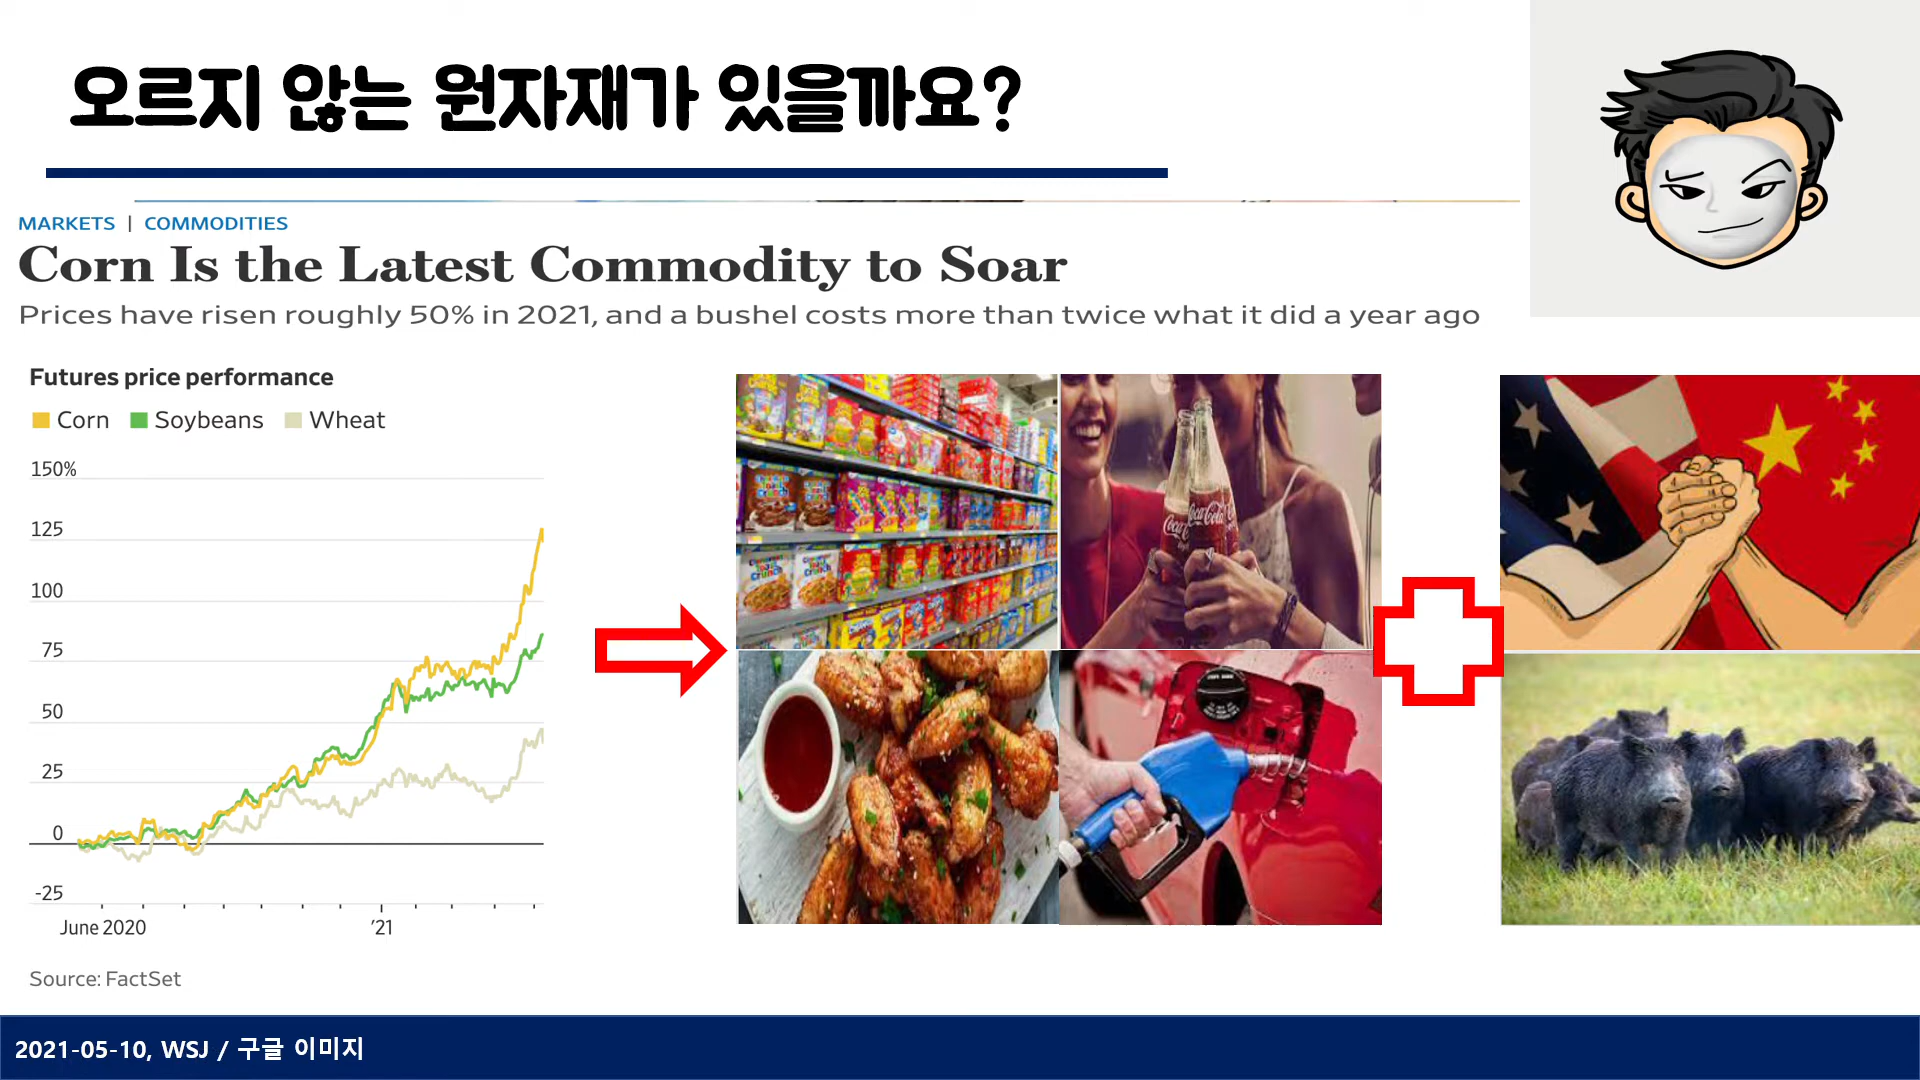 오르지 않는 원자재가 있을까요?
MARKETS | COMMODITIES
Corn Is the Latest Commodity to Soar
Prices have risen roughly 50% in 2021, and a bushel costs more than twice what it did a year ago
Futures price performance
Corn Soybeans Wheat
150%
125
100
75
50
25
0
-25
June 2020 '21
Source: FactSet
Coca-Cola
2021-05-10, WSJ / 구글 이미지